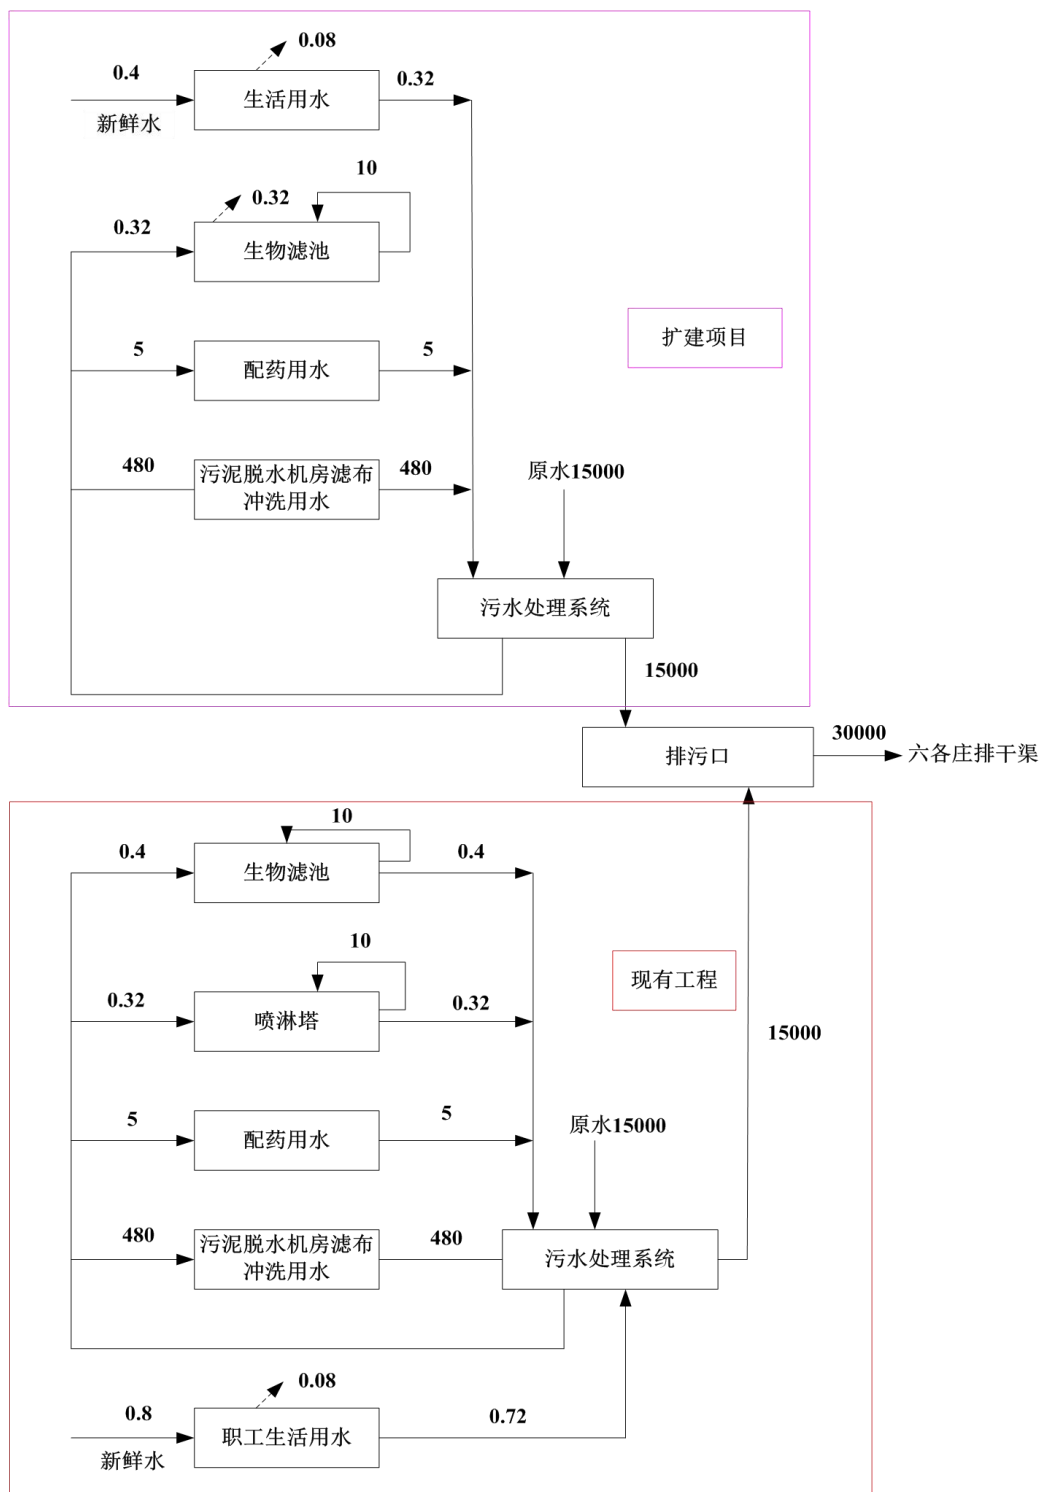 0.08
0.4
0.32
生活用水
新鲜水
10
0.32
0.32
生物滤池
扩建项目
5
5
配药用水
480
480
污泥脱水机房滤布
冲洗用水
原水15000
污水处理系统
15000
排污口
30000
六各庄排干渠
10
0.4
0.4
生物滤池
10
现有工程
0.32
0.32
喷淋塔
15000
5
5
配药用水
原水15000
480
480
污泥脱水机房滤布
冲洗用水
污水处理系统
0.08
0.8
0.72
职工生活用水
新鲜水